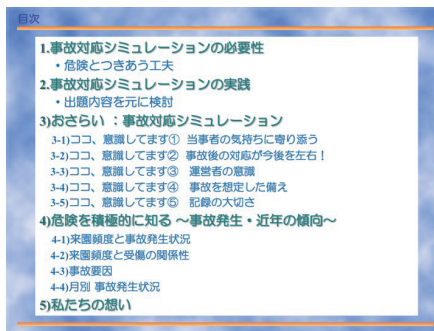 目次
1.事故対応シミュレーションの必要性
・危険とつきあう工夫
2.事故対応シミュレーションの実践
・出題内容を元に検討
3)おさらい ：事故対応シミュレーション
3-1)ココ、意識してます① 当事者の気持ちに寄り添う
3-2)ココ、意識してます② 事故後の対応が今後を左右！
3-3)ココ、意識してます③ 運営者の意識
3-4)ココ、意識してます④ 事故を想定した備え
3-5)ココ、意識してます⑤ 記録の大切さ
4)危険を積極的に知る ～事故発生・近年の傾向～
4-1)来園頻度と事故発生状況
4-2)来園頻度と受傷の関係性
4-3)事故要因
4-4)月別 事故発生状況
5)私たちの想い